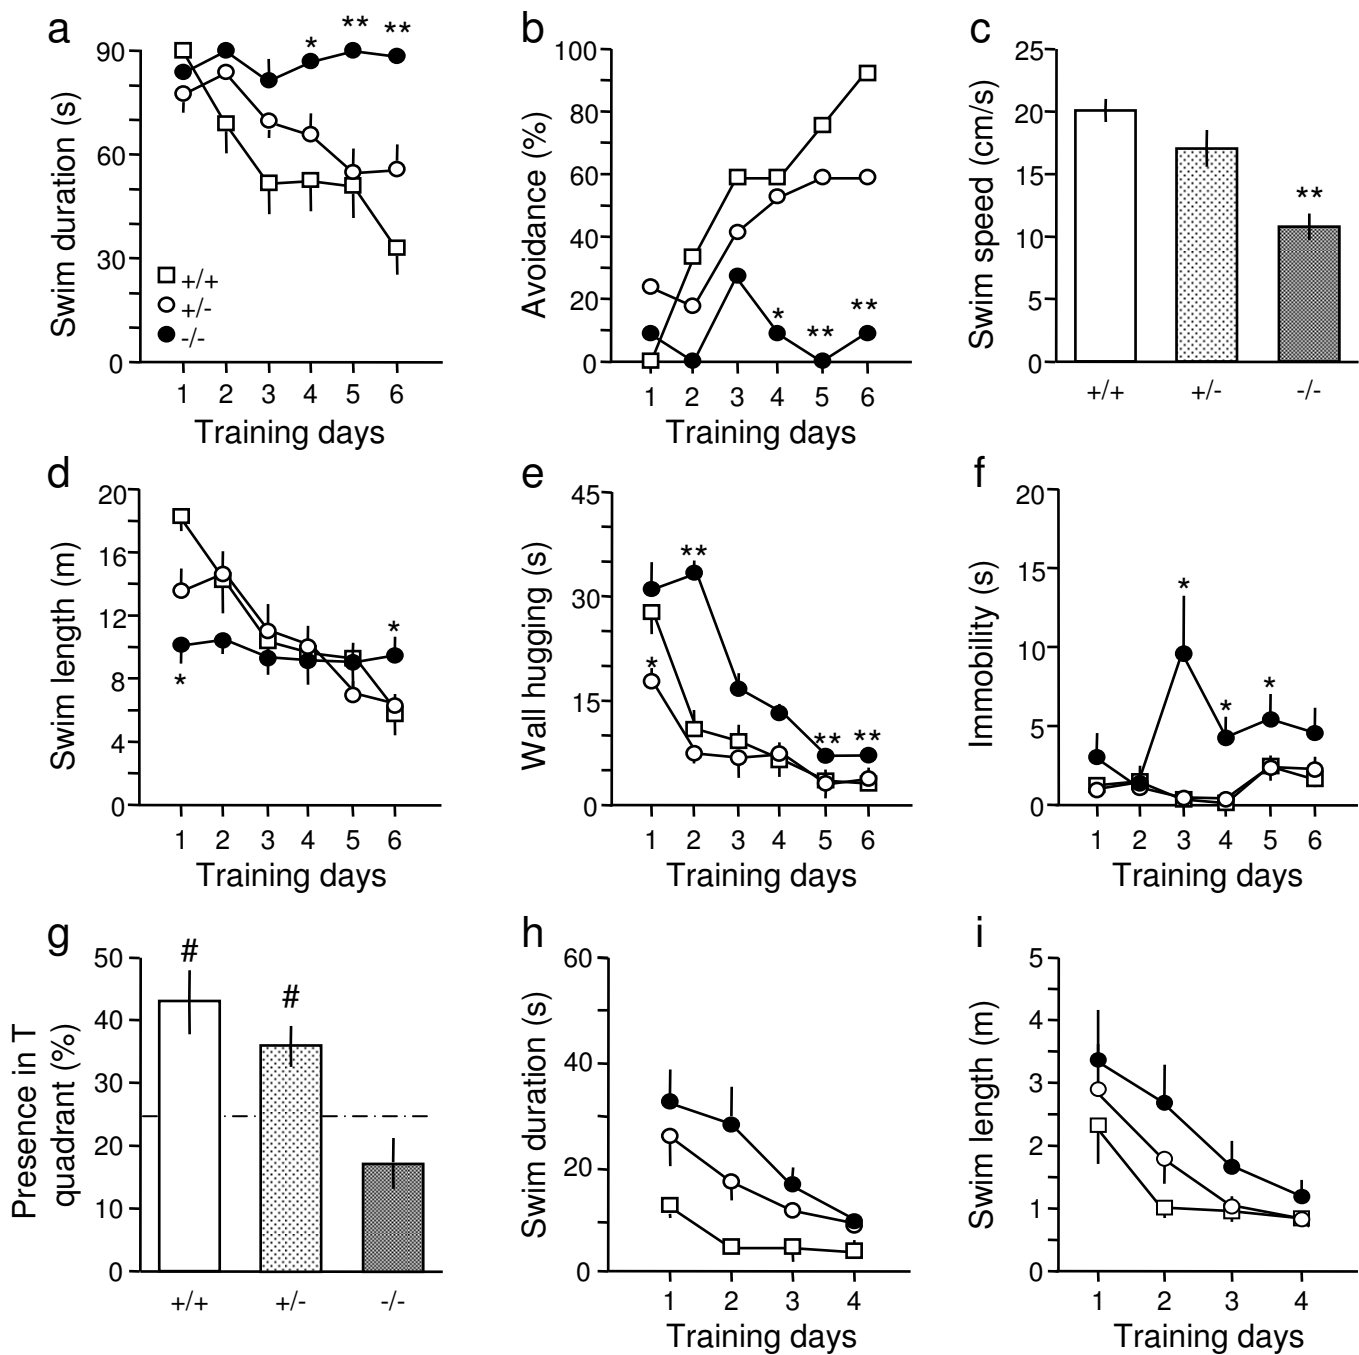 a
Swim duration (s)
90
60
30
0
*
**
**
+/+
+/-
-/-
1 2 3 4 5 6
Training days
b
Avoidance (%)
100
80
60
40
20
0
*
**
**
1 2 3 4 5 6
Training days
c
Swim speed (cm/s)
25
20
15
10
5
0
**
+/+ +/- -/-
d
Swim length (m)
20
16
12
8
4
0
*
*
1 2 3 4 5 6
Training days
e
Wall hugging (s)
45
30
15
0
**
*
** **
1 2 3 4 5 6
Training days
f
Immobility (s)
20
15
10
5
0
*
*
*
1 2 3 4 5 6
Training days
g
Presence in T
quadrant (%)
50
40
30
20
10
0
#
#
+/+ +/- -/-
h
Swim duration (s)
60
40
20
0
1 2 3 4
Training days
i
Swim length (m)
5
4
3
2
1
0
1 2 3 4
Training days